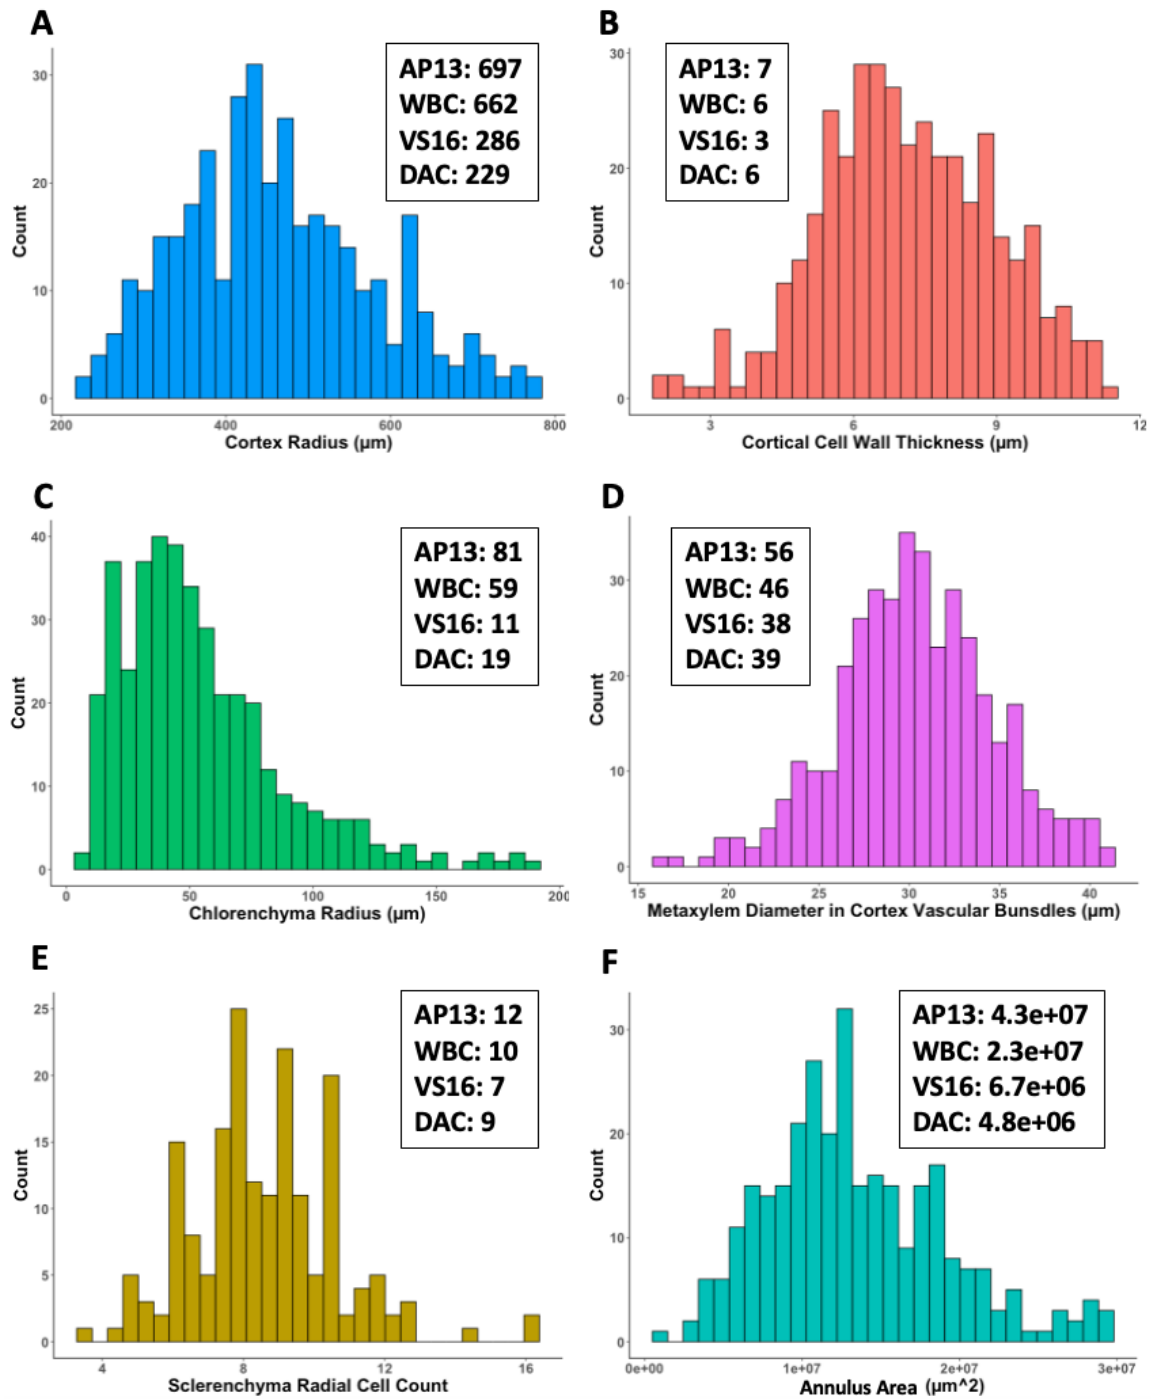 A
AP13: 697
WBC: 662
VS16: 286
DAC: 229
30
20
10
0
Count
200 400 600 800
Cortex Radius (µm)
B
AP13: 7
WBC: 6
VS16: 3
DAC: 6
30
20
10
0
Count
3 6 9 12
Cortical Cell Wall Thickness (µm)
C
AP13: 81
WBC: 59
VS16: 11
DAC: 19
40
30
20
10
0
Count
0 50 100 150 200
Chlorenchyma Radius (µm)
D
AP13: 56
WBC: 46
VS16: 38
DAC: 39
30
20
10
0
Count
15 20 25 30 35 40
Metaxylem Diameter in Cortex Vascular Bunsdles (µm)
E
AP13: 12
WBC: 10
VS16: 7
DAC: 9
25
20
15
10
5
0
Count
4 8 12 16
Sclerenchyma Radial Cell Count
F
AP13: 4.3e+07
WBC: 2.3e+07
VS16: 6.7e+06
DAC: 4.8e+06
30
20
10
0
Count
0e+00 1e+07 2e+07 3e+07
Annulus Area (µm^2)